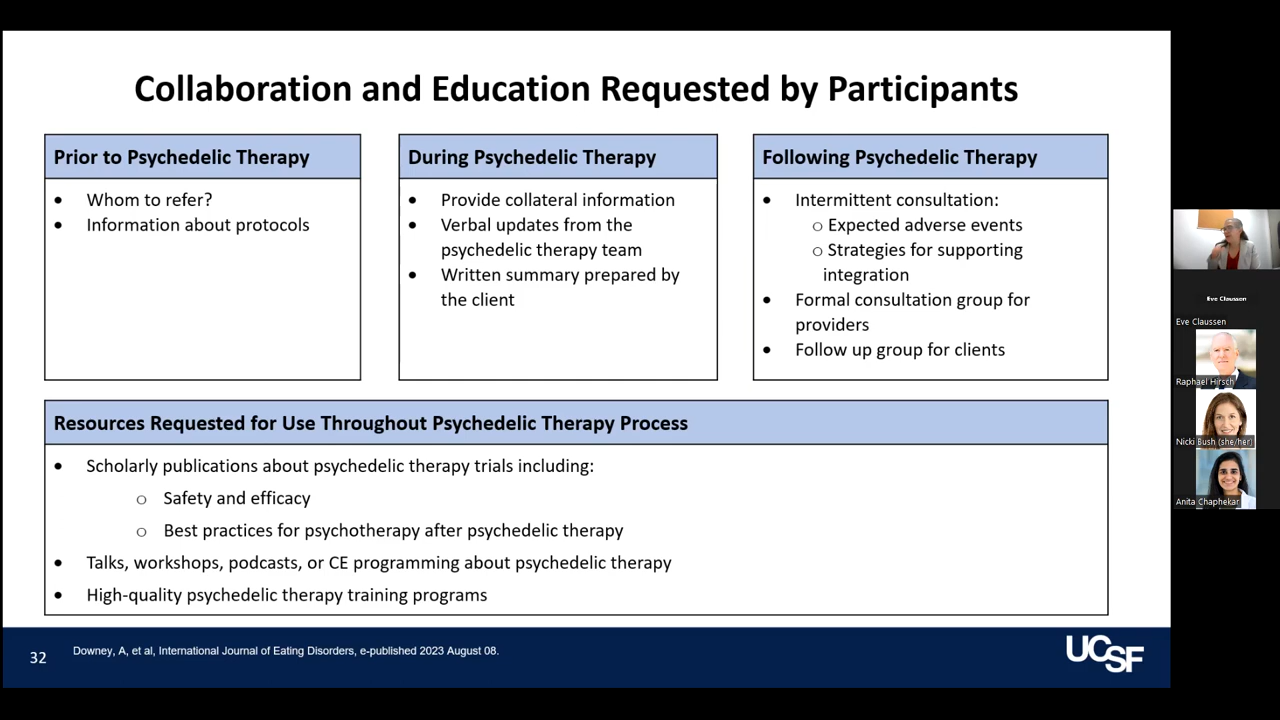 Collaboration and Education Requested by Participants
Prior to Psychedelic Therapy
• Whom to refer?
• Information about protocols
During Psychedelic Therapy
• Provide collateral information
• Verbal updates from the
psychedelic therapy team
• Written summary prepared by
the client
Following Psychedelic Therapy
• Intermittent consultation:
o Expected adverse events
o Strategies for supporting
integration
• Formal consultation group for
providers
• Follow up group for clients
Resources Requested for Use Throughout Psychedelic Therapy Process
• Scholarly publications about psychedelic therapy trials including:
o Safety and efficacy
o Best practices for psychotherapy after psychedelic therapy
• Talks, workshops, podcasts, or CE programming about psychedelic therapy
• High-quality psychedelic therapy training programs
32
Downey, A, et al, International Journal of Eating Disorders, e-published 2023 August 08.
UCSF
Eve Claussen
Eve Claussen
Raphael Hirsch
Nicki Bush (she/her)
Anita Chaphekar